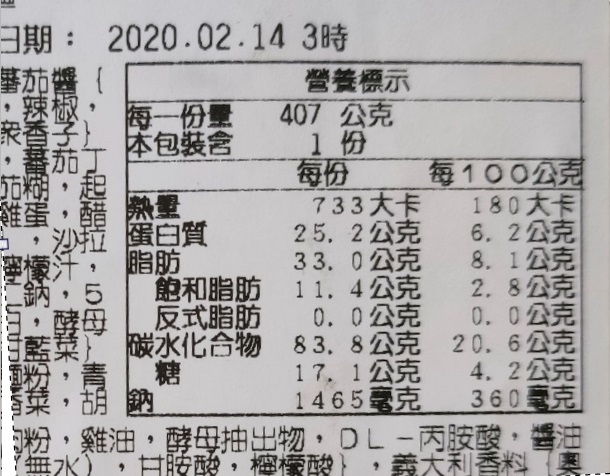 日期： 2020.02.14 3時
蕃茄醬 {
，辣椒，
香子}
，蕃茄丁
茄糊，起
雞蛋，醋
，沙拉
檸檬汁，
鈉，5
，酵母
藍菜}
麵粉，青
香菜，胡
營養標示
每一份量 407 公克
本包裝含 1 份
每份 每100公克
熱量 733大卡 180大卡
蛋白質 25.2公克 6.2公克
脂肪 33.0公克 8.1公克
飽和脂肪 11.4公克 2.8公克
反式脂肪 0.0公克 0.0公克
碳水化合物 83.8公克 20.6公克
糖 17.1公克 4.2公克
鈉 1465毫克 360毫克
粉，雞油，酵母抽出物，DL－丙胺酸，醬油
無水)，甘胺酸，檸檬酸}，義大利香料{奧